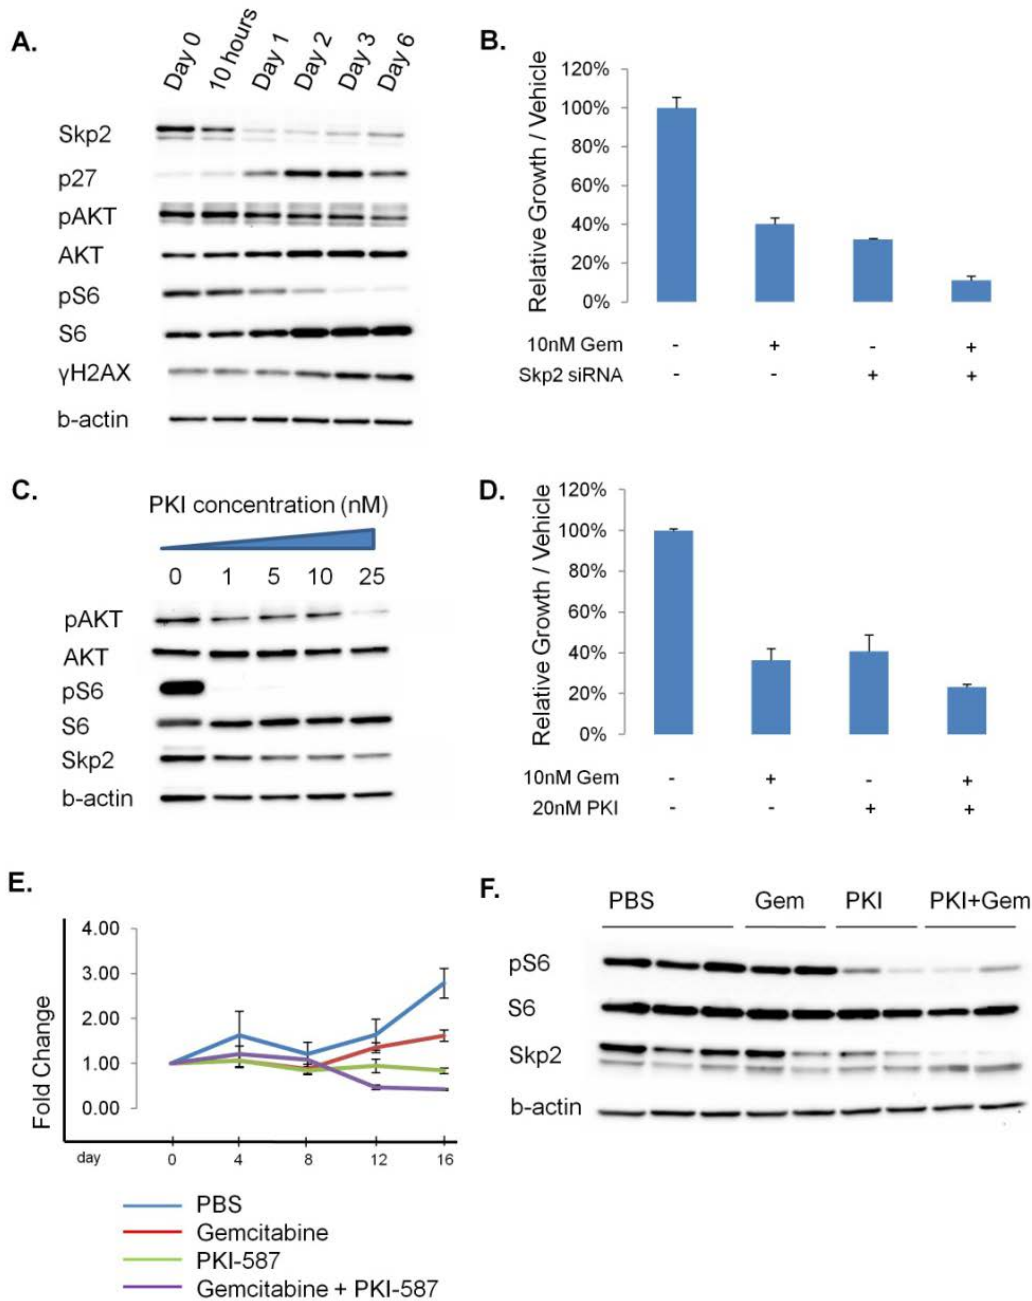 A.
Day 0 10 hours Day 1 Day 2 Day 3 Day 6
Skp2
p27
pAKT
AKT
pS6
S6
γH2AX
b-actin
B.
Relative Growth / Vehicle
120%
100%
80%
60%
40%
20%
0%
10nM Gem - + - +
Skp2 siRNA - - + +
C.
PKI concentration (nM)
0 1 5 10 25
pAKT
AKT
pS6
S6
Skp2
b-actin
D.
Relative Growth / Vehicle
120%
100%
80%
60%
40%
20%
0%
10nM Gem - + - +
20nM PKI - - + +
E.
Fold Change
4.00
3.00
2.00
1.00
0.00
day 0 4 8 12 16
PBS
Gemcitabine
PKI-587
Gemcitabine + PKI-587
F.
PBS Gem PKI PKI+Gem
pS6
S6
Skp2
b-actin